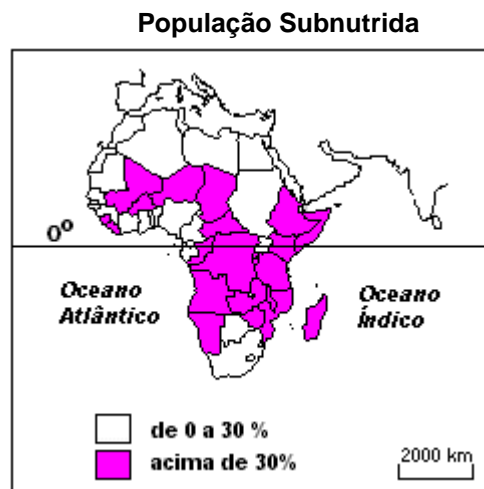 População Subnutrida
0º
Oceano
Atlântico
Oceano
Índico
de 0 a 30 %
acima de 30%
2000 km